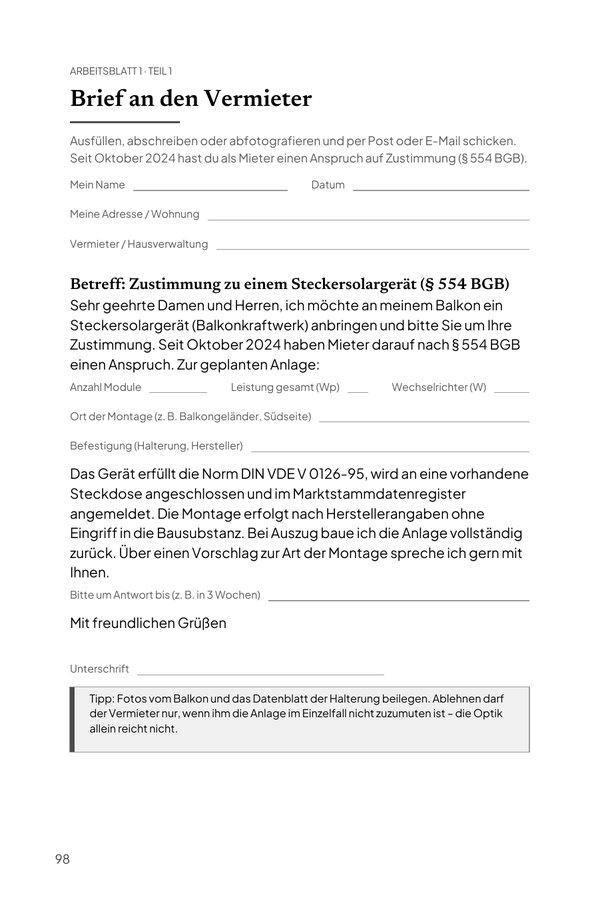 ARBEITSBLATT 1 · TEIL 1
Brief an den Vermieter
Ausfüllen, abschreiben oder abfotografieren und per Post oder E-Mail schicken.
Seit Oktober 2024 hast du als Mieter einen Anspruch auf Zustimmung (§ 554 BGB).
Mein Name Datum
Meine Adresse / Wohnung
Vermieter / Hausverwaltung
Betreff: Zustimmung zu einem Steckersolargerät (§ 554 BGB)
Sehr geehrte Damen und Herren, ich möchte an meinem Balkon ein
Steckersolargerät (Balkonkraftwerk) anbringen und bitte Sie um Ihre
Zustimmung. Seit Oktober 2024 haben Mieter darauf nach § 554 BGB
einen Anspruch. Zur geplanten Anlage:
Anzahl Module Leistung gesamt (Wp) Wechselrichter (W)
Ort der Montage (z. B. Balkongeländer, Südseite)
Befestigung (Halterung, Hersteller)
Das Gerät erfüllt die Norm DIN VDE V 0126-95, wird an eine vorhandene
Steckdose angeschlossen und im Marktstammdatenregister
angemeldet. Die Montage erfolgt nach Herstellerangaben ohne
Eingriff in die Bausubstanz. Bei Auszug baue ich die Anlage vollständig
zurück. Über einen Vorschlag zur Art der Montage spreche ich gern mit
Ihnen.
Bitte um Antwort bis (z. B. in 3 Wochen)
Mit freundlichen Grüßen
Unterschrift
Tipp: Fotos vom Balkon und das Datenblatt der Halterung beilegen. Ablehnen darf
der Vermieter nur, wenn ihm die Anlage im Einzelfall nicht zuzumuten ist – die Optik
allein reicht nicht.
98